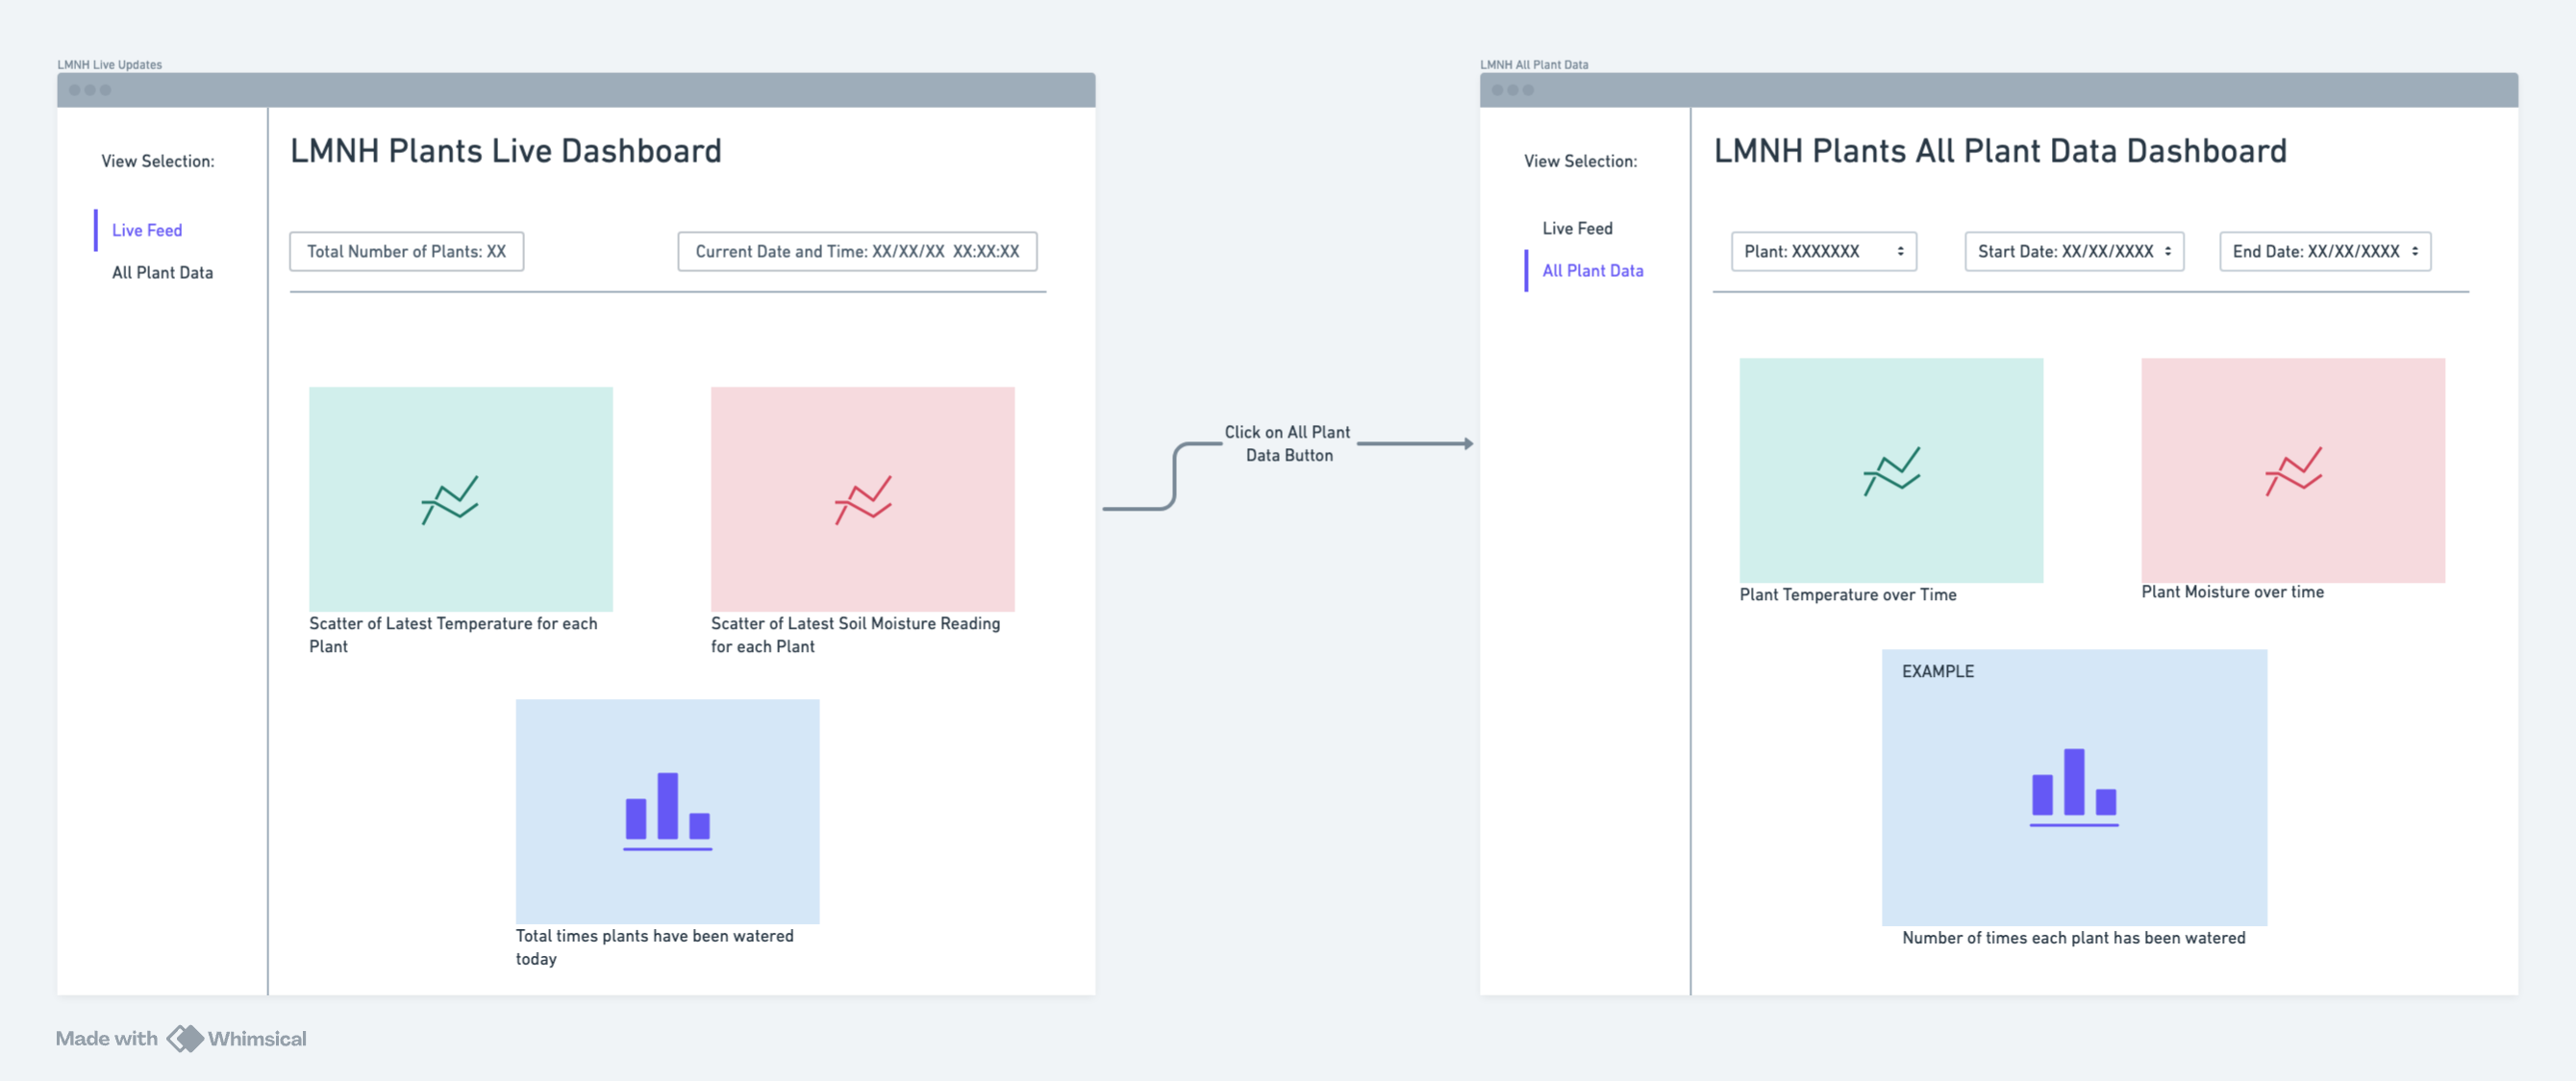 LMNH Live Updates
View Selection:
Live Feed
All Plant Data
LMNH Plants Live Dashboard
Total Number of Plants: XX
Current Date and Time: XX/XX/XX  XX:XX:XX
Scatter of Latest Temperature for each
Plant
Scatter of Latest Soil Moisture Reading
for each Plant
Total times plants have been watered
today
Click on All Plant
Data Button
LMNH All Plant Data
View Selection:
Live Feed
All Plant Data
LMNH Plants All Plant Data Dashboard
Plant: XXXXXXX
Start Date: XX/XX/XXXX
End Date: XX/XX/XXXX
Plant Temperature over Time
Plant Moisture over time
EXAMPLE
Number of times each plant has been watered
Made with Whimsical